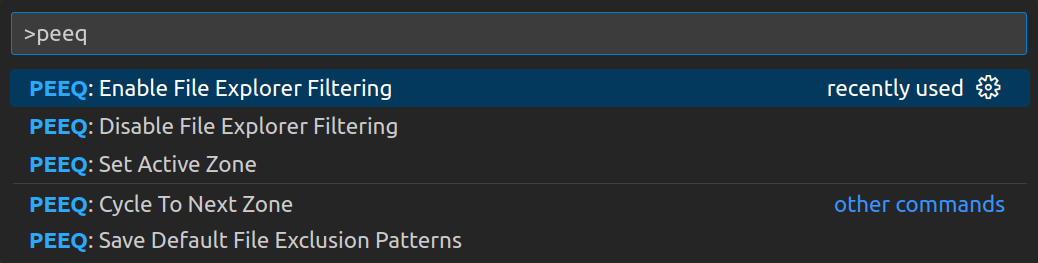 >peeq
PEEQ: Enable File Explorer Filtering recently used
PEEQ: Disable File Explorer Filtering
PEEQ: Set Active Zone
PEEQ: Cycle To Next Zone other commands
PEEQ: Save Default File Exclusion Patterns